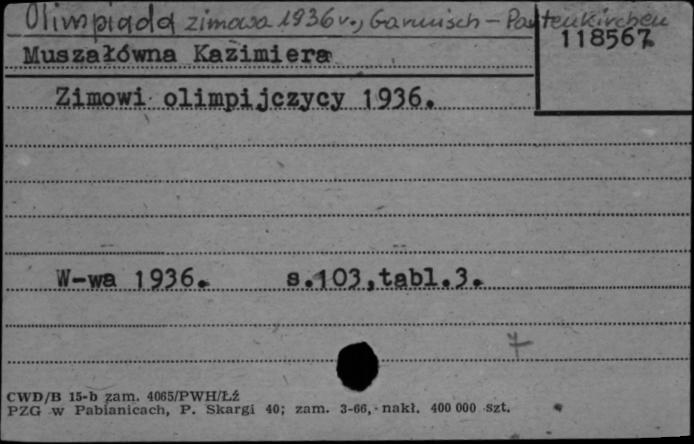 Olimpiada zimowa 1936 r., Garmisch-Partenkirchen
118567
Muszałówna Kazimiera
Zimowi olimpijczycy 1936.
W-wa 1936. s.103,tabl.3.
CWD/B 15-b zam. 4065/PWH/Łź
PZG w Pabianicach, P. Skargi 40; zam. 3-66, nakł. 400 000 szt.